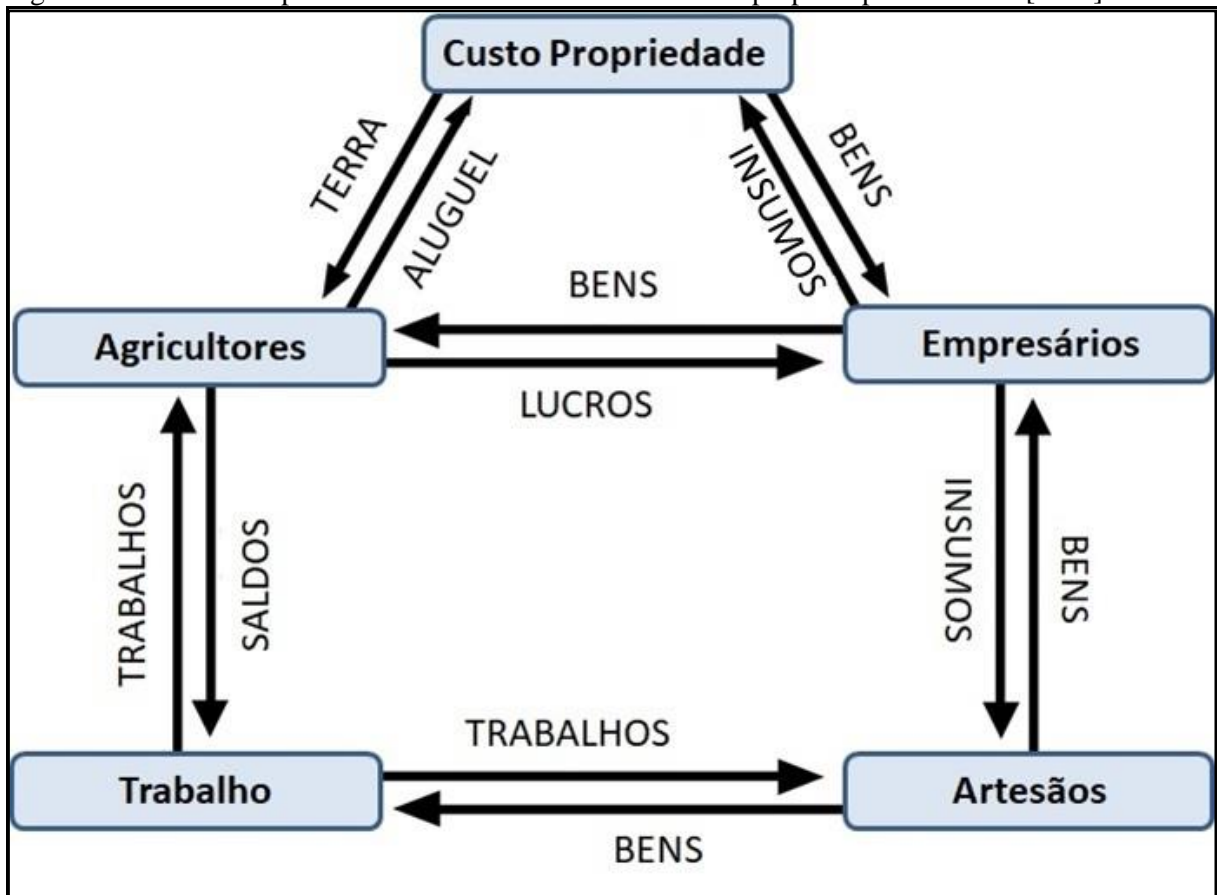 Custo Propriedade
TERRA
ALUGUEL
INSUMOS
BENS
BENS
Agricultores
Empresários
LUCROS
TRABALHOS
SALDOS
INSUMOS
BENS
TRABALHOS
Trabalho
Artesãos
BENS